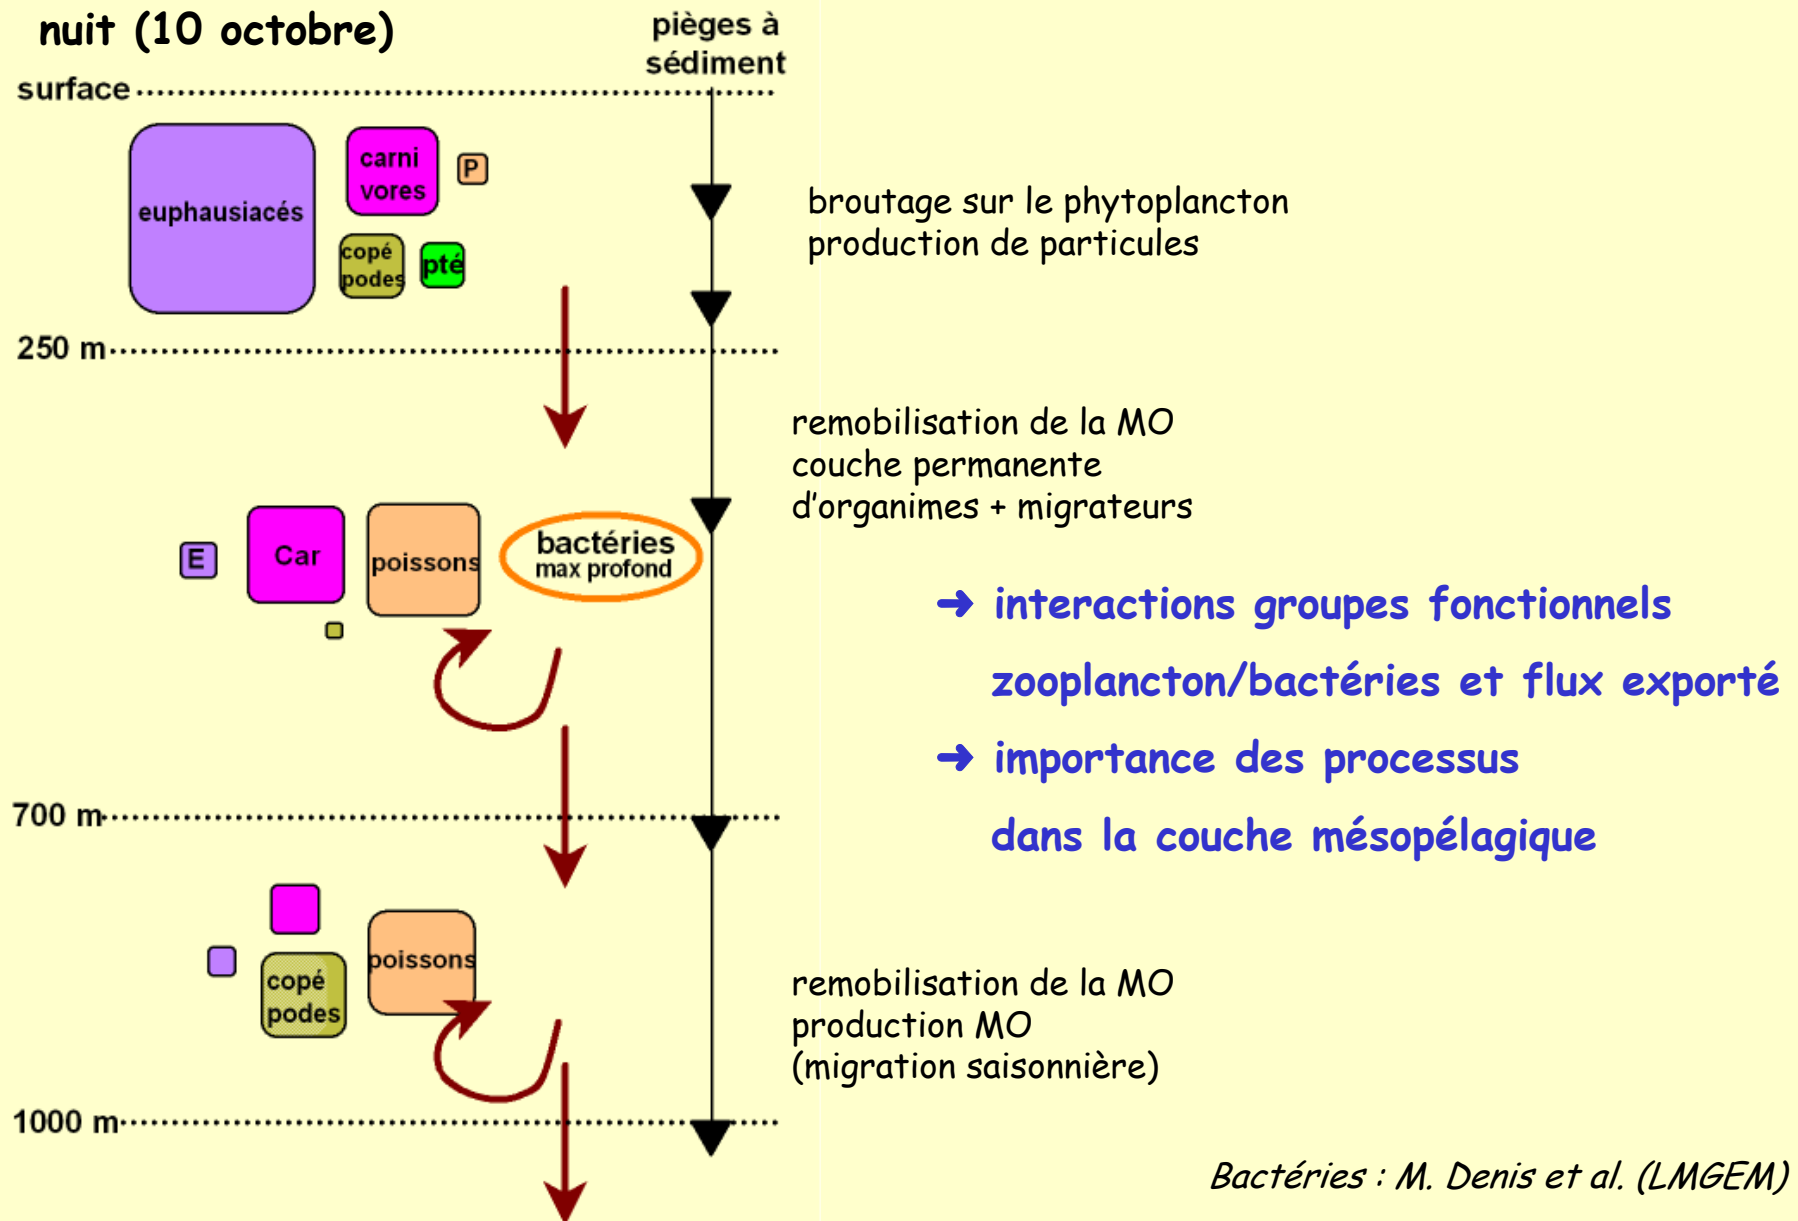 nuit (10 octobre)
pièges à
sédiment
surface
euphausiacés
carni
vores
P
copé
podes
pté
broutage sur le phytoplancton
production de particules
250 m
remobilisation de la MO
couche permanente
d'organimes + migrateurs
E
Car
poissons
bactéries
max profond
→ interactions groupes fonctionnels
zooplancton/bactéries et flux exporté
→ importance des processus
dans la couche mésopélagique
700 m
copé
podes
poissons
remobilisation de la MO
production MO
(migration saisonnière)
1000 m
Bactéries : M. Denis et al. (LMGEM)